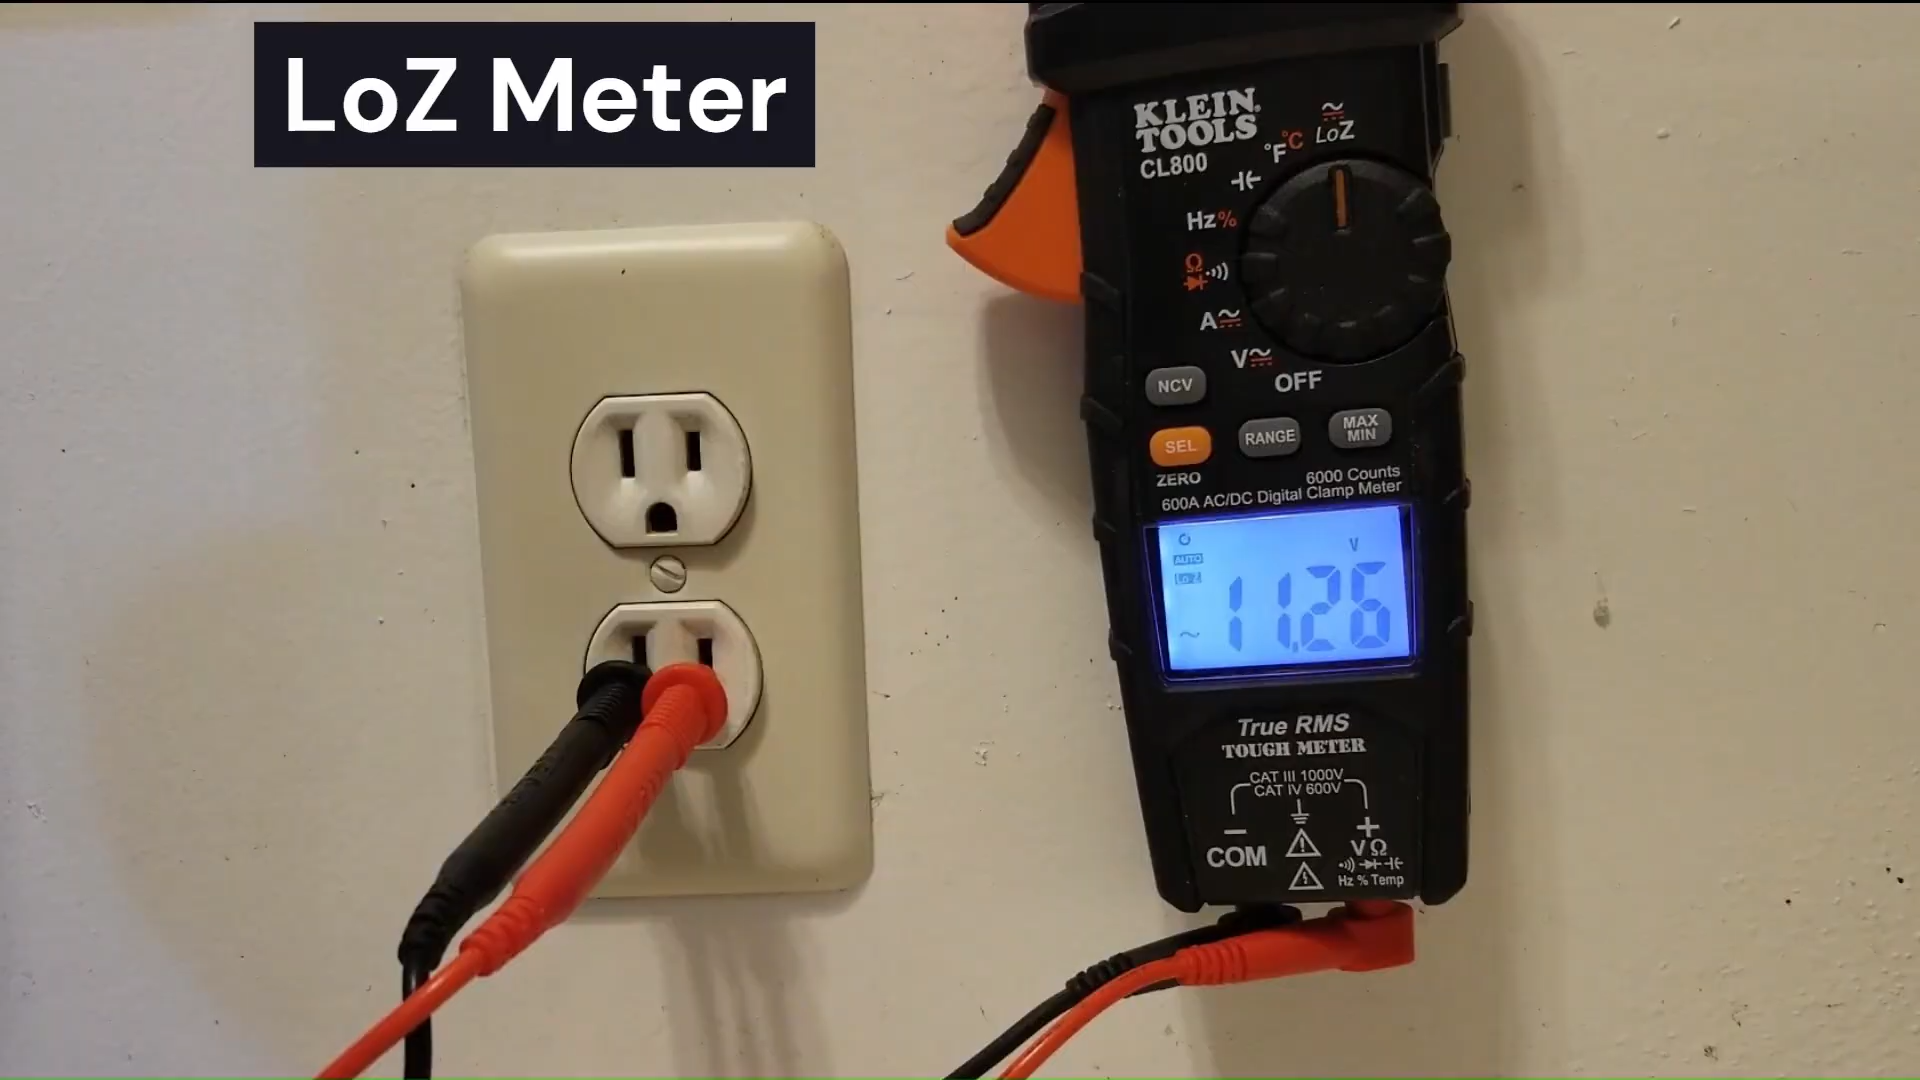 LoZ Meter
KLEIN
TOOLS
CL800
LoZ
°F°C
Hz%
Ω
A
V
OFF
NCV
SEL
RANGE
MAX
MIN
ZERO
6000 Counts
600A AC/DC Digital Clamp Meter
V
AUTO
Lo Z
~ 11.26
True RMS
TOUGH METER
CAT III 1000V
CAT IV 600V
− +
COM
VΩ
Hz % Temp